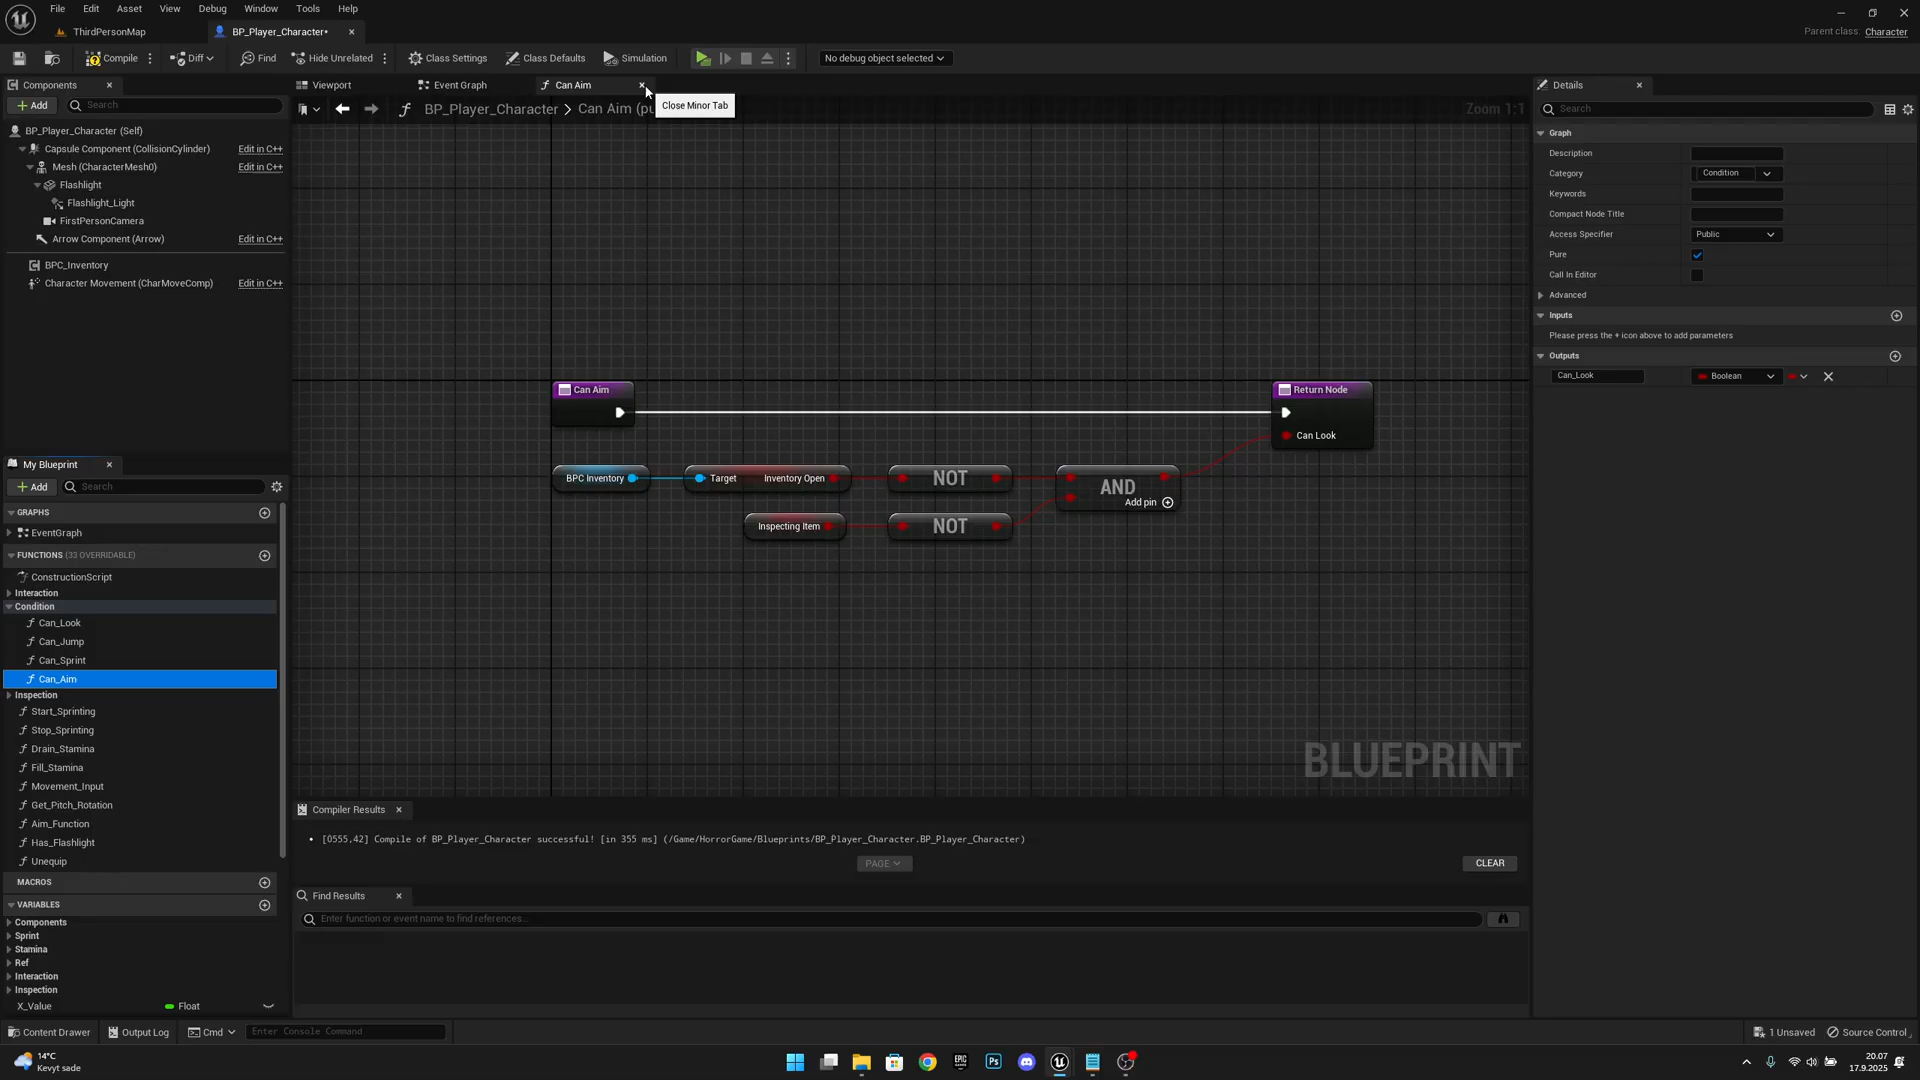 File Edit Asset View Debug Window Tools Help
ThirdPersonMap
BP_Player_Character*
Parent class: Character
Compile
Diff
Find
Hide Unrelated
Class Settings
Class Defaults
Simulation
No debug object selected
Components
Add
Search
BP_Player_Character (Self)
Capsule Component (CollisionCylinder) Edit in C++
Mesh (CharacterMesh0) Edit in C++
Flashlight
Flashlight_Light
FirstPersonCamera
Arrow Component (Arrow) Edit in C++
BPC_Inventory
Character Movement (CharMoveComp) Edit in C++
My Blueprint
Add
Search
GRAPHS
EventGraph
FUNCTIONS (33 OVERRIDABLE)
ConstructionScript
Interaction
Condition
Can_Look
Can_Jump
Can_Sprint
Can_Aim
Inspection
Start_Sprinting
Stop_Sprinting
Drain_Stamina
Fill_Stamina
Movement_Input
Get_Pitch_Rotation
Aim_Function
Has_Flashlight
Unequip
MACROS
VARIABLES
Components
Sprint
Stamina
Ref
Interaction
Inspection
X_Value Float
Viewport
Event Graph
Can Aim
Close Minor Tab
BP_Player_Character > Can Aim (pu
Zoom 1:1
Can Aim
Return Node
Can Look
BPC Inventory
Target Inventory Open
NOT
AND
Add pin
Inspecting Item
NOT
BLUEPRINT
Compiler Results
[0555,42] Compile of BP_Player_Character successful! [in 355 ms] (/Game/HorrorGame/Blueprints/BP_Player_Character.BP_Player_Character)
PAGE
CLEAR
Find Results
Enter function or event name to find references...
Details
Search
Graph
Description
Category Condition
Keywords
Compact Node Title
Access Specifier Public
Pure
Call In Editor
Advanced
Inputs
Please press the + icon above to add parameters
Outputs
Can_Look Boolean
Content Drawer
Output Log
Cmd
Enter Console Command
1 Unsaved
Source Control
14°C
Kevyt sade
EPIC GAMES
Ps
20.07
17.9.2025